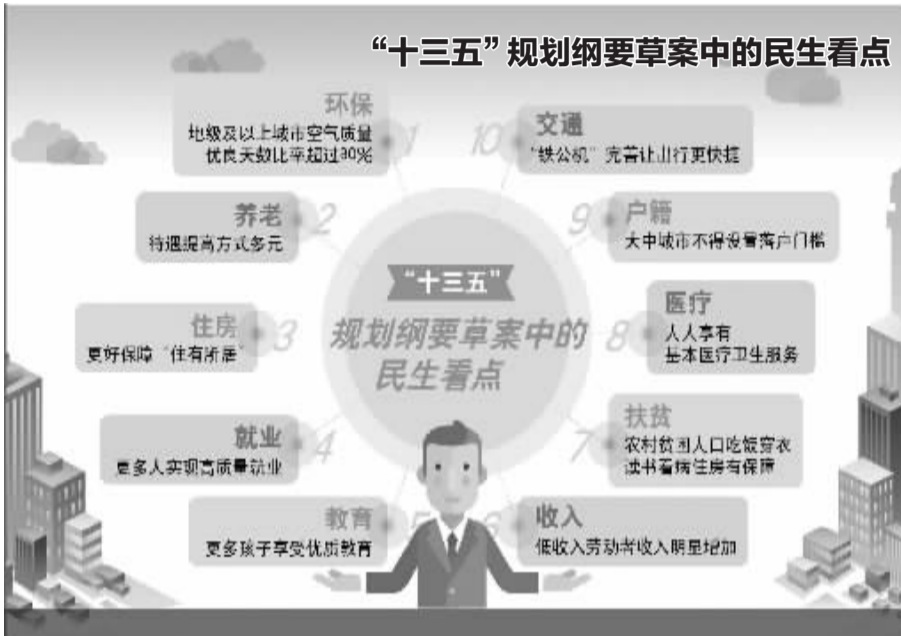 “十三五”规划纲要草案中的民生看点
“十三五”
规划纲要草案中的
民生看点
1
环保
地级及以上城市空气质量
优良天数比率超过80%
2
养老
待遇提高方式多元
3
住房
更好保障“住有所居”
4
就业
更多人实现高质量就业
5
教育
更多孩子享受优质教育
6
收入
低收入劳动者收入明显增加
7
扶贫
农村贫困人口吃饭穿衣
读书看病住房有保障
8
医疗
人人享有
基本医疗卫生服务
9
户籍
大中城市不得设置落户门槛
10
交通
“铁公机”完善让出行更快捷